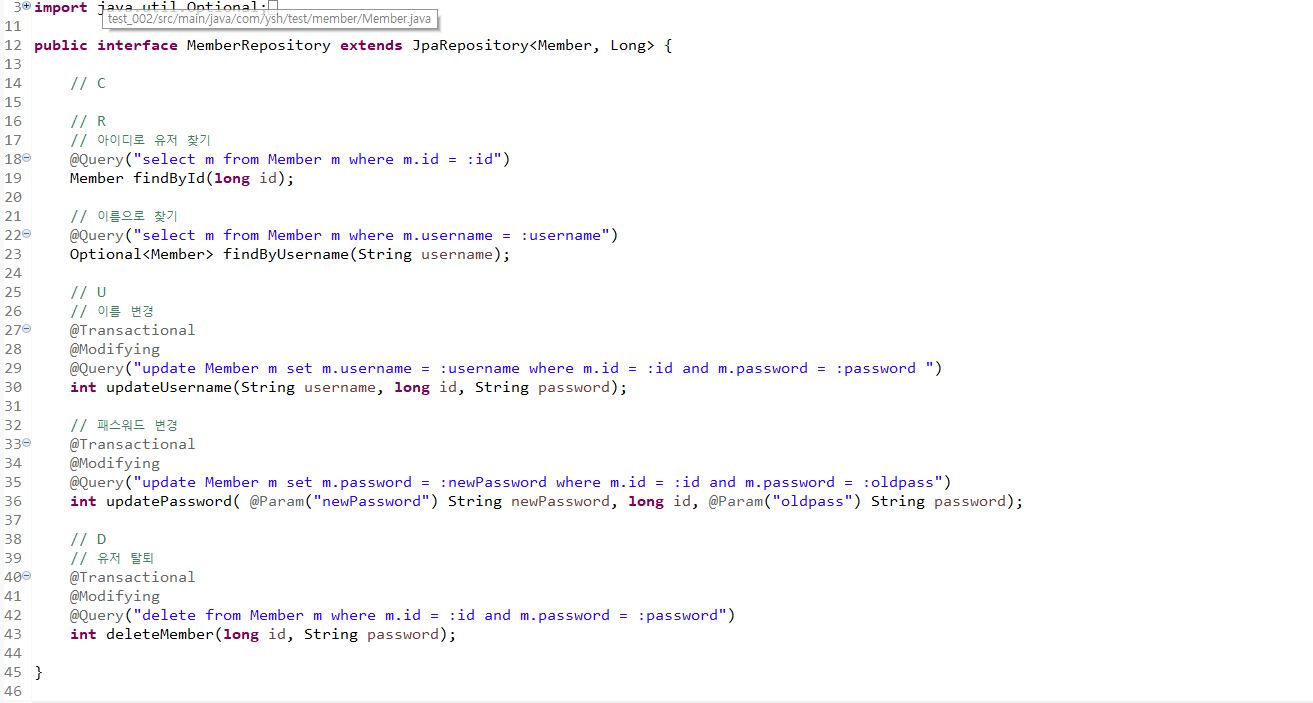 3 import java.util.Optional;
test_002/src/main/java/com/ysh/test/member/Member.java
11
12 public interface MemberRepository extends JpaRepository<Member, Long> {
13
14 // C
15
16 // R
17 // 아이디로 유저 찾기
18 @Query("select m from Member m where m.id = :id")
19 Member findById(long id);
20
21 // 이름으로 찾기
22 @Query("select m from Member m where m.username = :username")
23 Optional<Member> findByUsername(String username);
24
25 // U
26 // 이름 변경
27 @Transactional
28 @Modifying
29 @Query("update Member m set m.username = :username where m.id = :id and m.password = :password ")
30 int updateUsername(String username, long id, String password);
31
32 // 패스워드 변경
33 @Transactional
34 @Modifying
35 @Query("update Member m set m.password = :newPassword where m.id = :id and m.password = :oldpass")
36 int updatePassword( @Param("newPassword") String newPassword, long id, @Param("oldpass") String password);
37
38 // D
39 // 유저 탈퇴
40 @Transactional
41 @Modifying
42 @Query("delete from Member m where m.id = :id and m.password = :password")
43 int deleteMember(long id, String password);
44
45 }
46